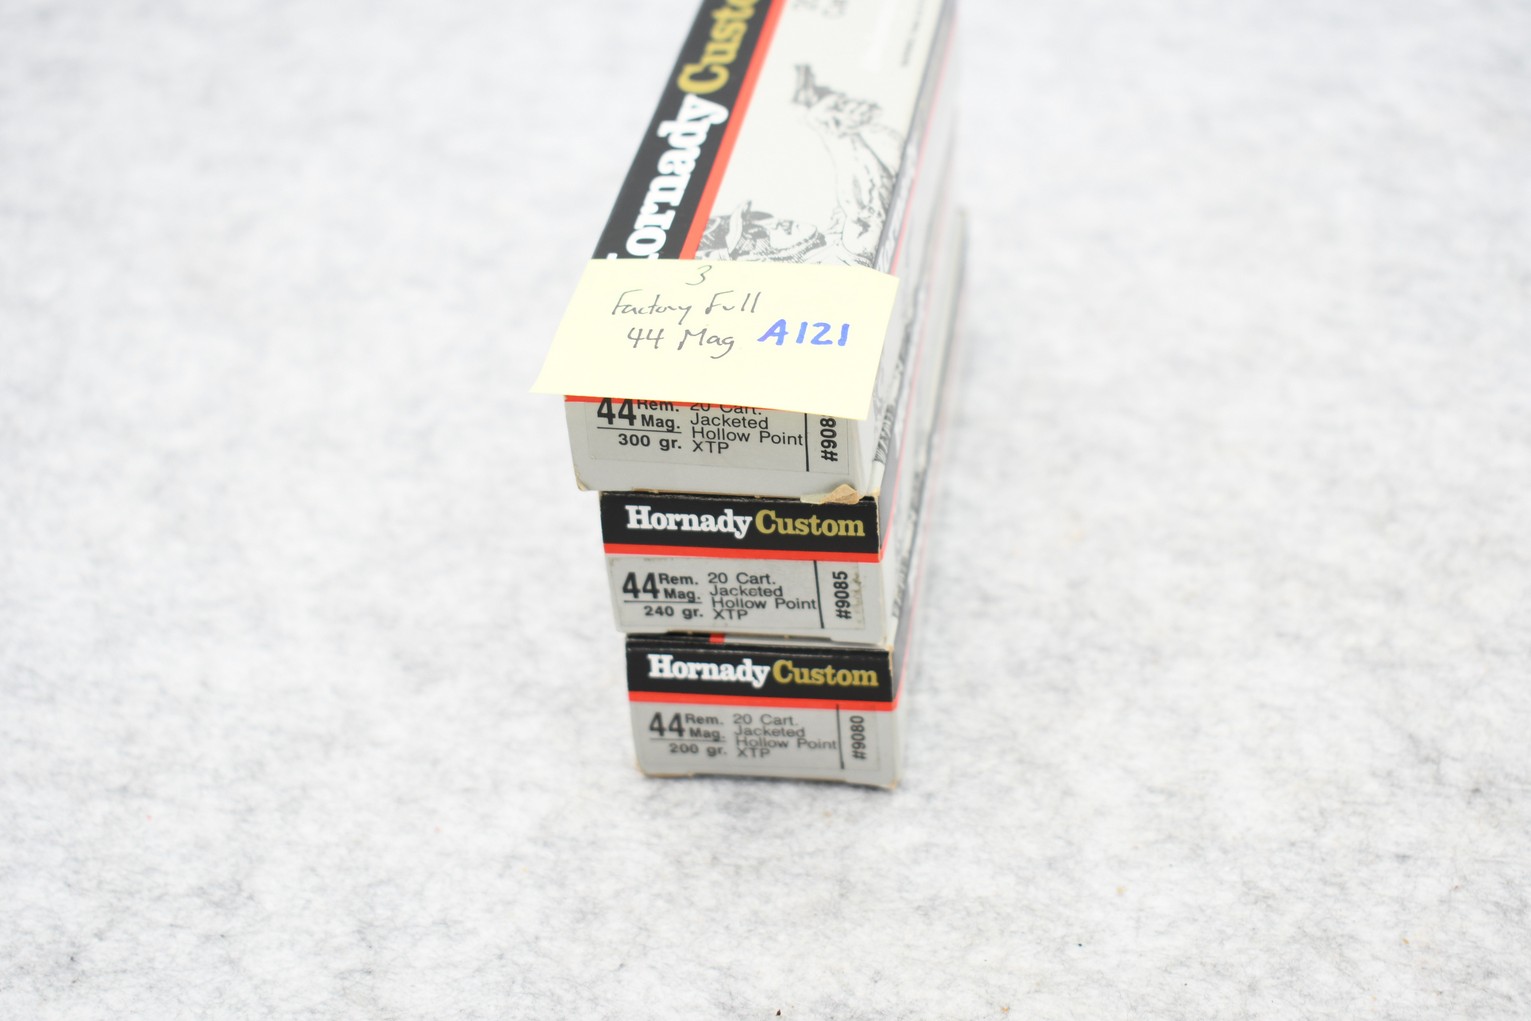 Hornady Custo
3
Factory Full
44 Mag A121
44 Rem. Mag. 20 Cart.
Jacketed
Hollow Point
300 gr. XTP
#908
Hornady Custom
44 Rem. Mag. 20 Cart.
Jacketed
Hollow Point
240 gr. XTP
#9085
Hornady Custom
44 Rem. Mag. 20 Cart.
Jacketed
Hollow Point
200 gr. XTP
#9080